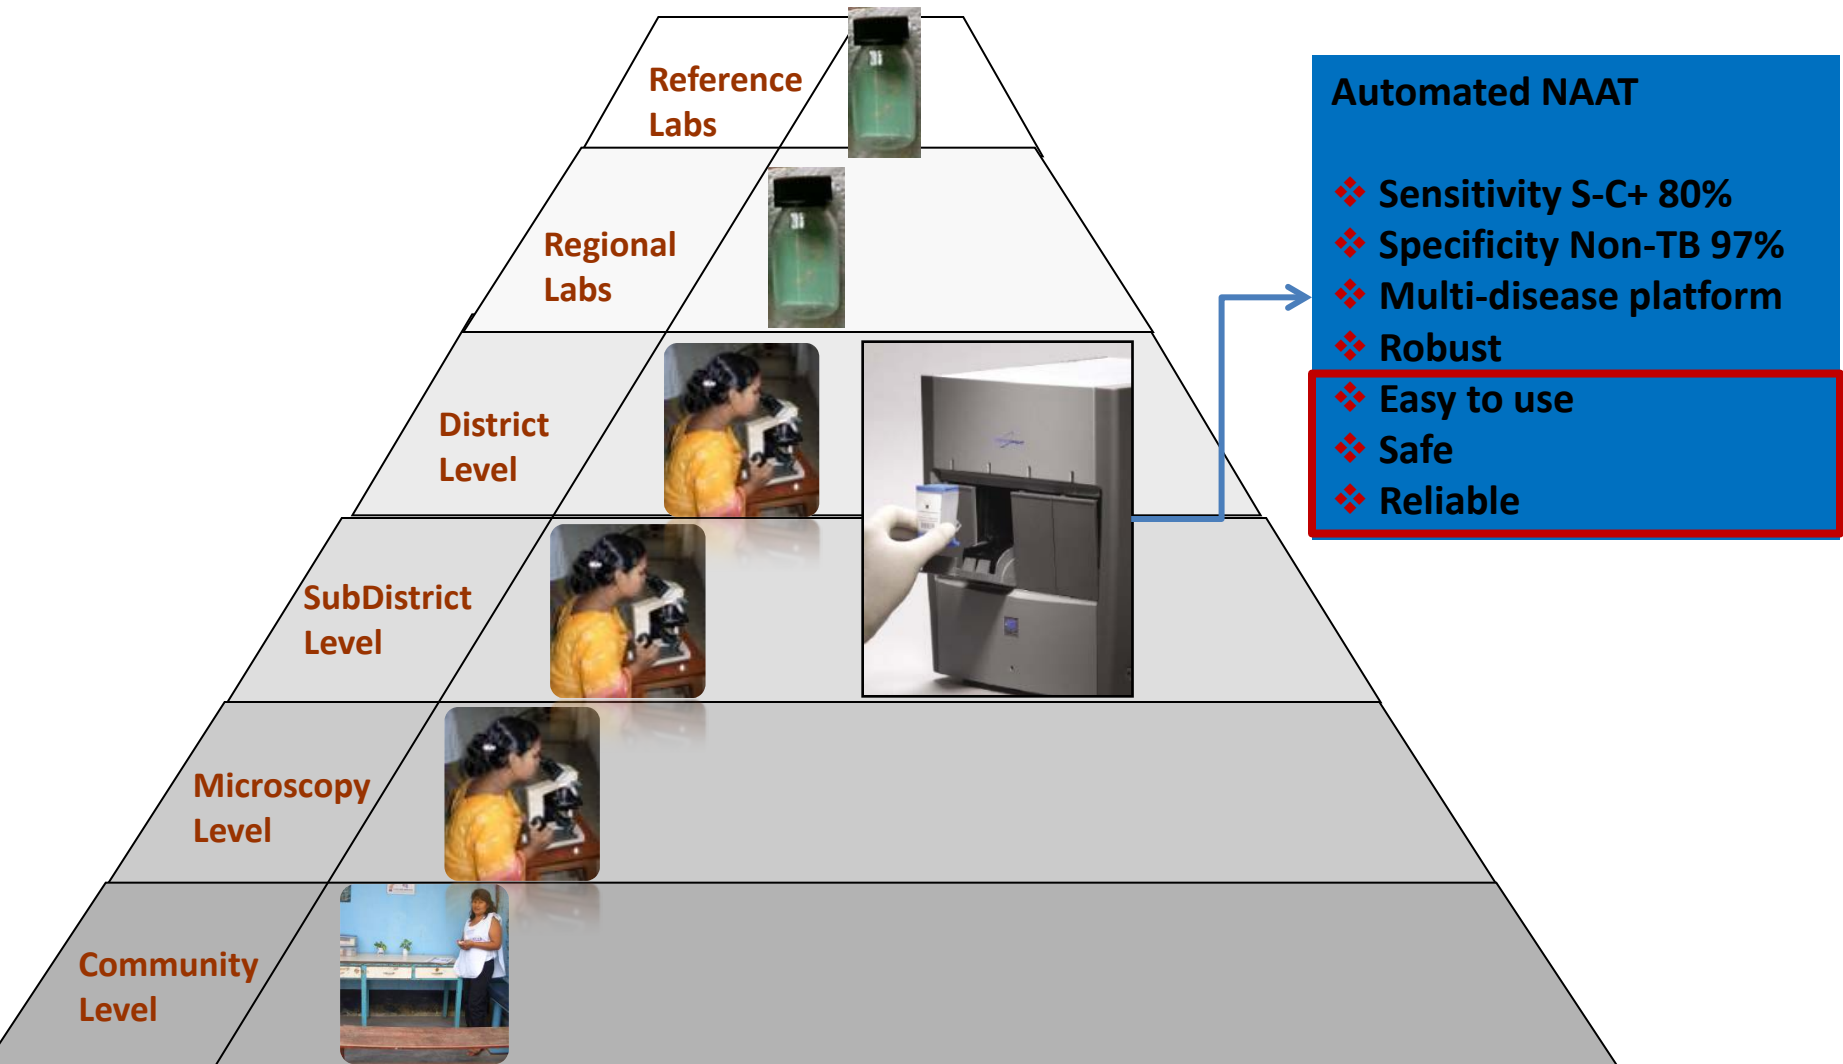 Reference
Labs
Regional
Labs
District
Level
SubDistrict
Level
Microscopy
Level
Community
Level
Automated NAAT
❖ Sensitivity S-C+ 80%
❖ Specificity Non-TB 97%
❖ Multi-disease platform
❖ Robust
❖ Easy to use
❖ Safe
❖ Reliable